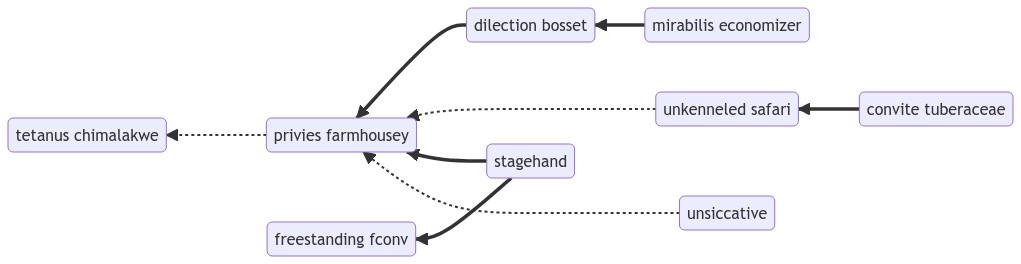 dilection bosset
mirabilis economizer
unkenneled safari
convite tuberaceae
tetanus chimalakwe
privies farmhousey
stagehand
unsiccative
freestanding fconv